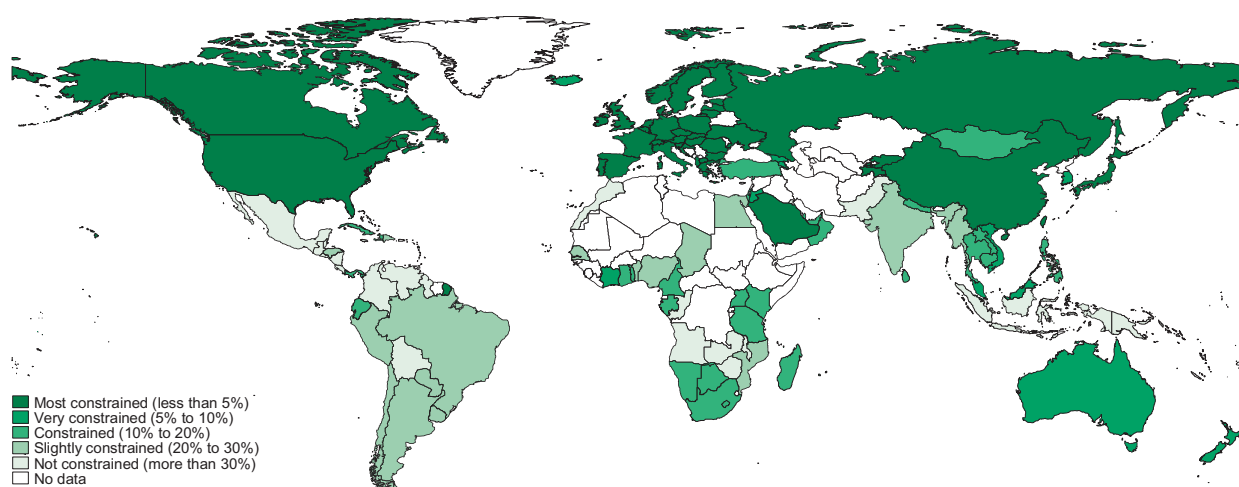 Most constrained (less than 5%)
Very constrained (5% to 10%)
Constrained (10% to 20%)
Slightly constrained (20% to 30%)
Not constrained (more than 30%)
No data